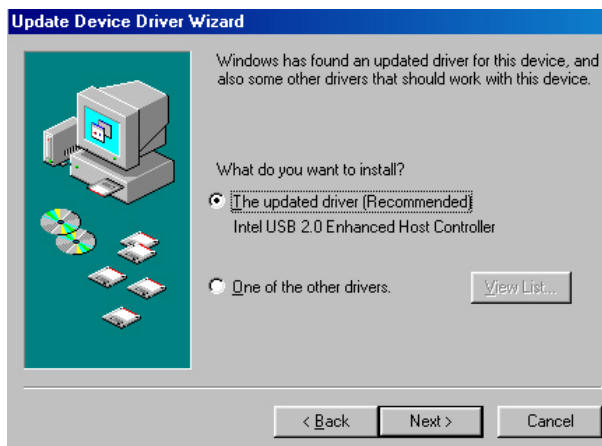 Update Device Driver Wizard
Windows has found an updated driver for this device, and
also some other drivers that should work with this device.
What do you want to install?
The updated driver (Recommended)
Intel USB 2.0 Enhanced Host Controller
One of the other drivers.
View List...
< Back
Next >
Cancel